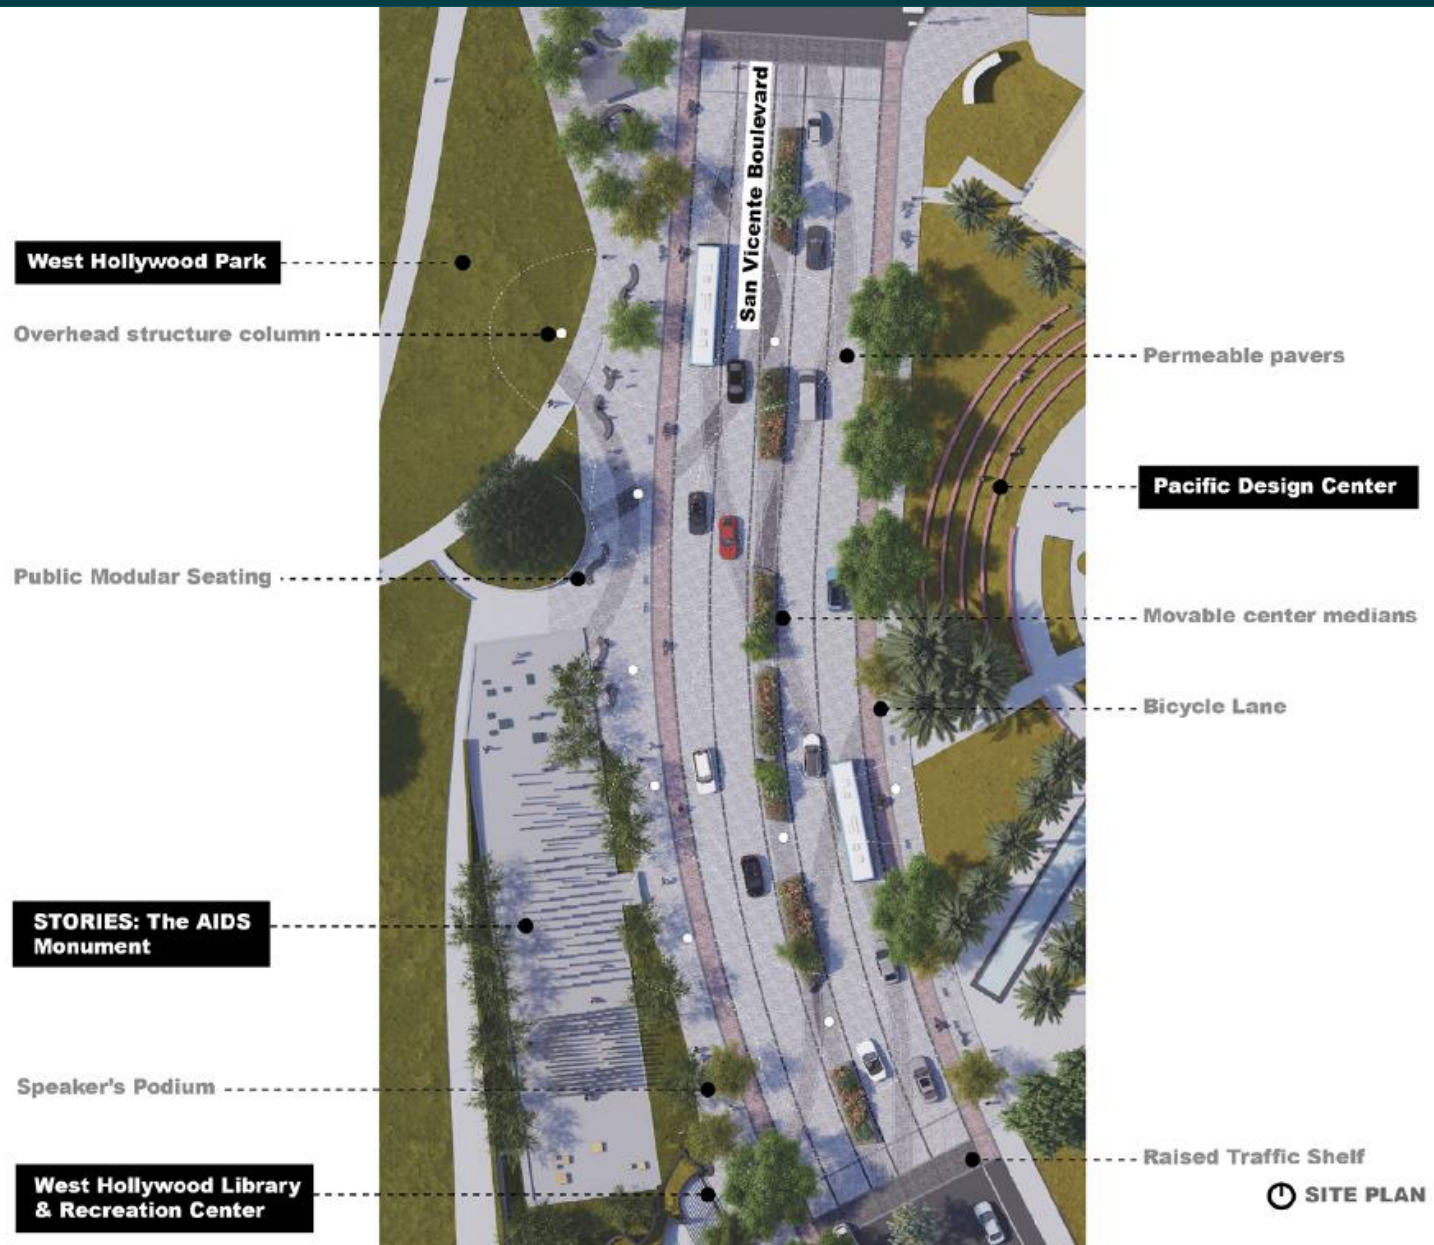 San Vicente Boulevard
West Hollywood Park
Overhead structure column
Permeable pavers
Pacific Design Center
Public Modular Seating
Movable center medians
Bicycle Lane
STORIES: The AIDS
Monument
Speaker's Podium
Raised Traffic Shelf
West Hollywood Library
& Recreation Center
SITE PLAN